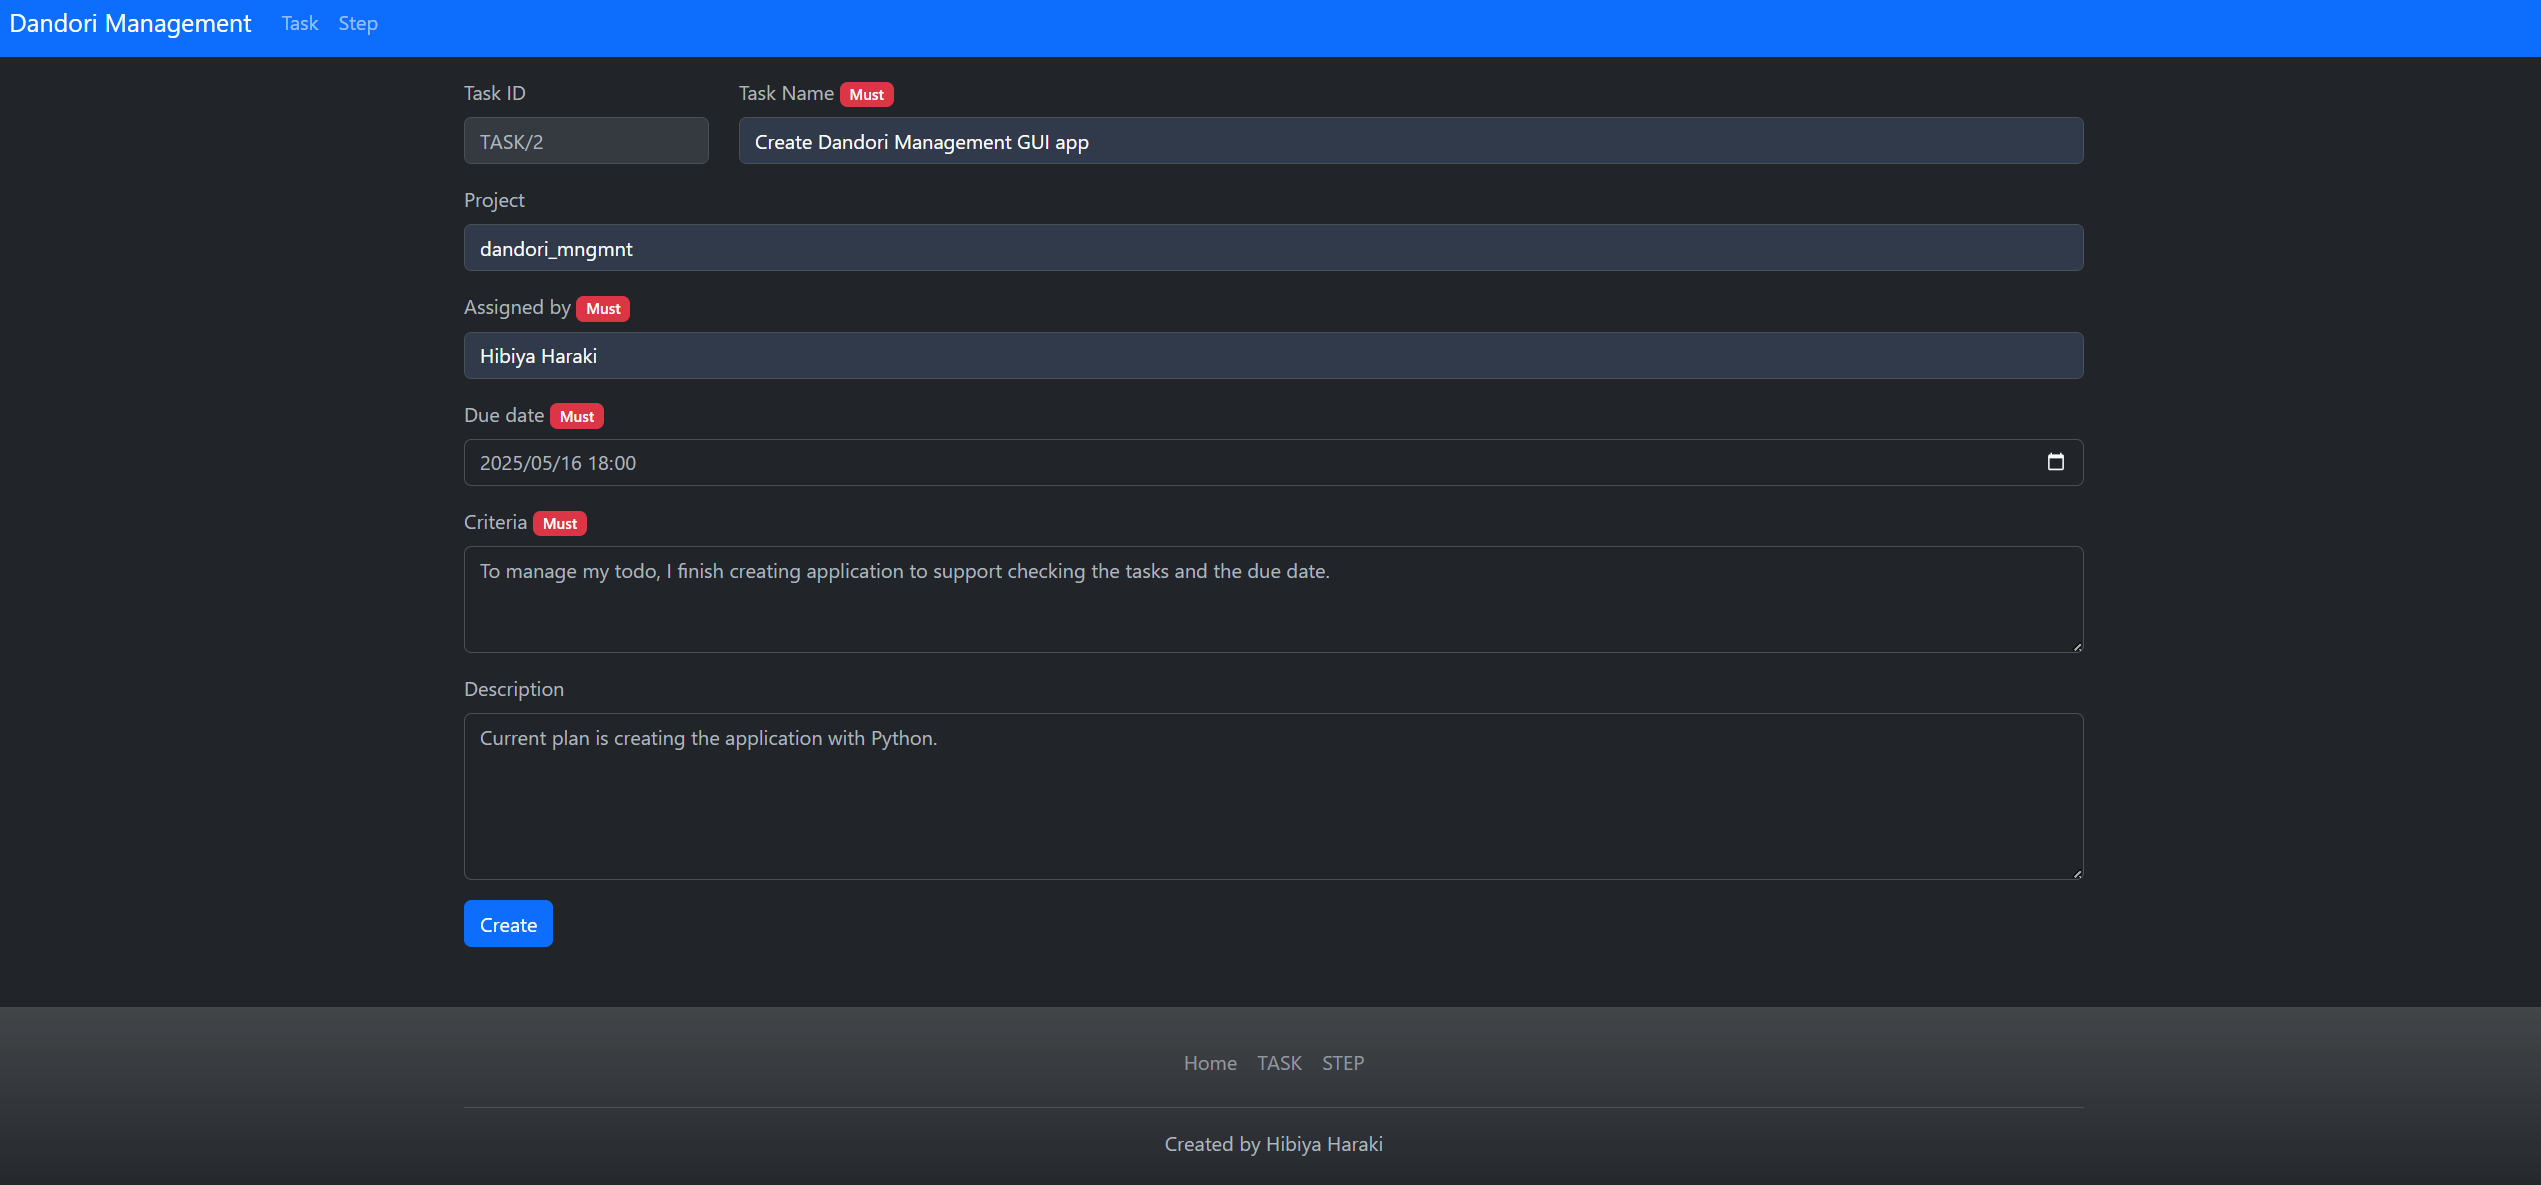 Dandori Management Task Step
Task ID
TASK/2
Task Name Must
Create Dandori Management GUI app
Project
dandori_mngmnt
Assigned by Must
Hibiya Haraki
Due date Must
2025/05/16 18:00
Criteria Must
To manage my todo, I finish creating application to support checking the tasks and the due date.
Description
Current plan is creating the application with Python.
Create
Home TASK STEP
Created by Hibiya Haraki